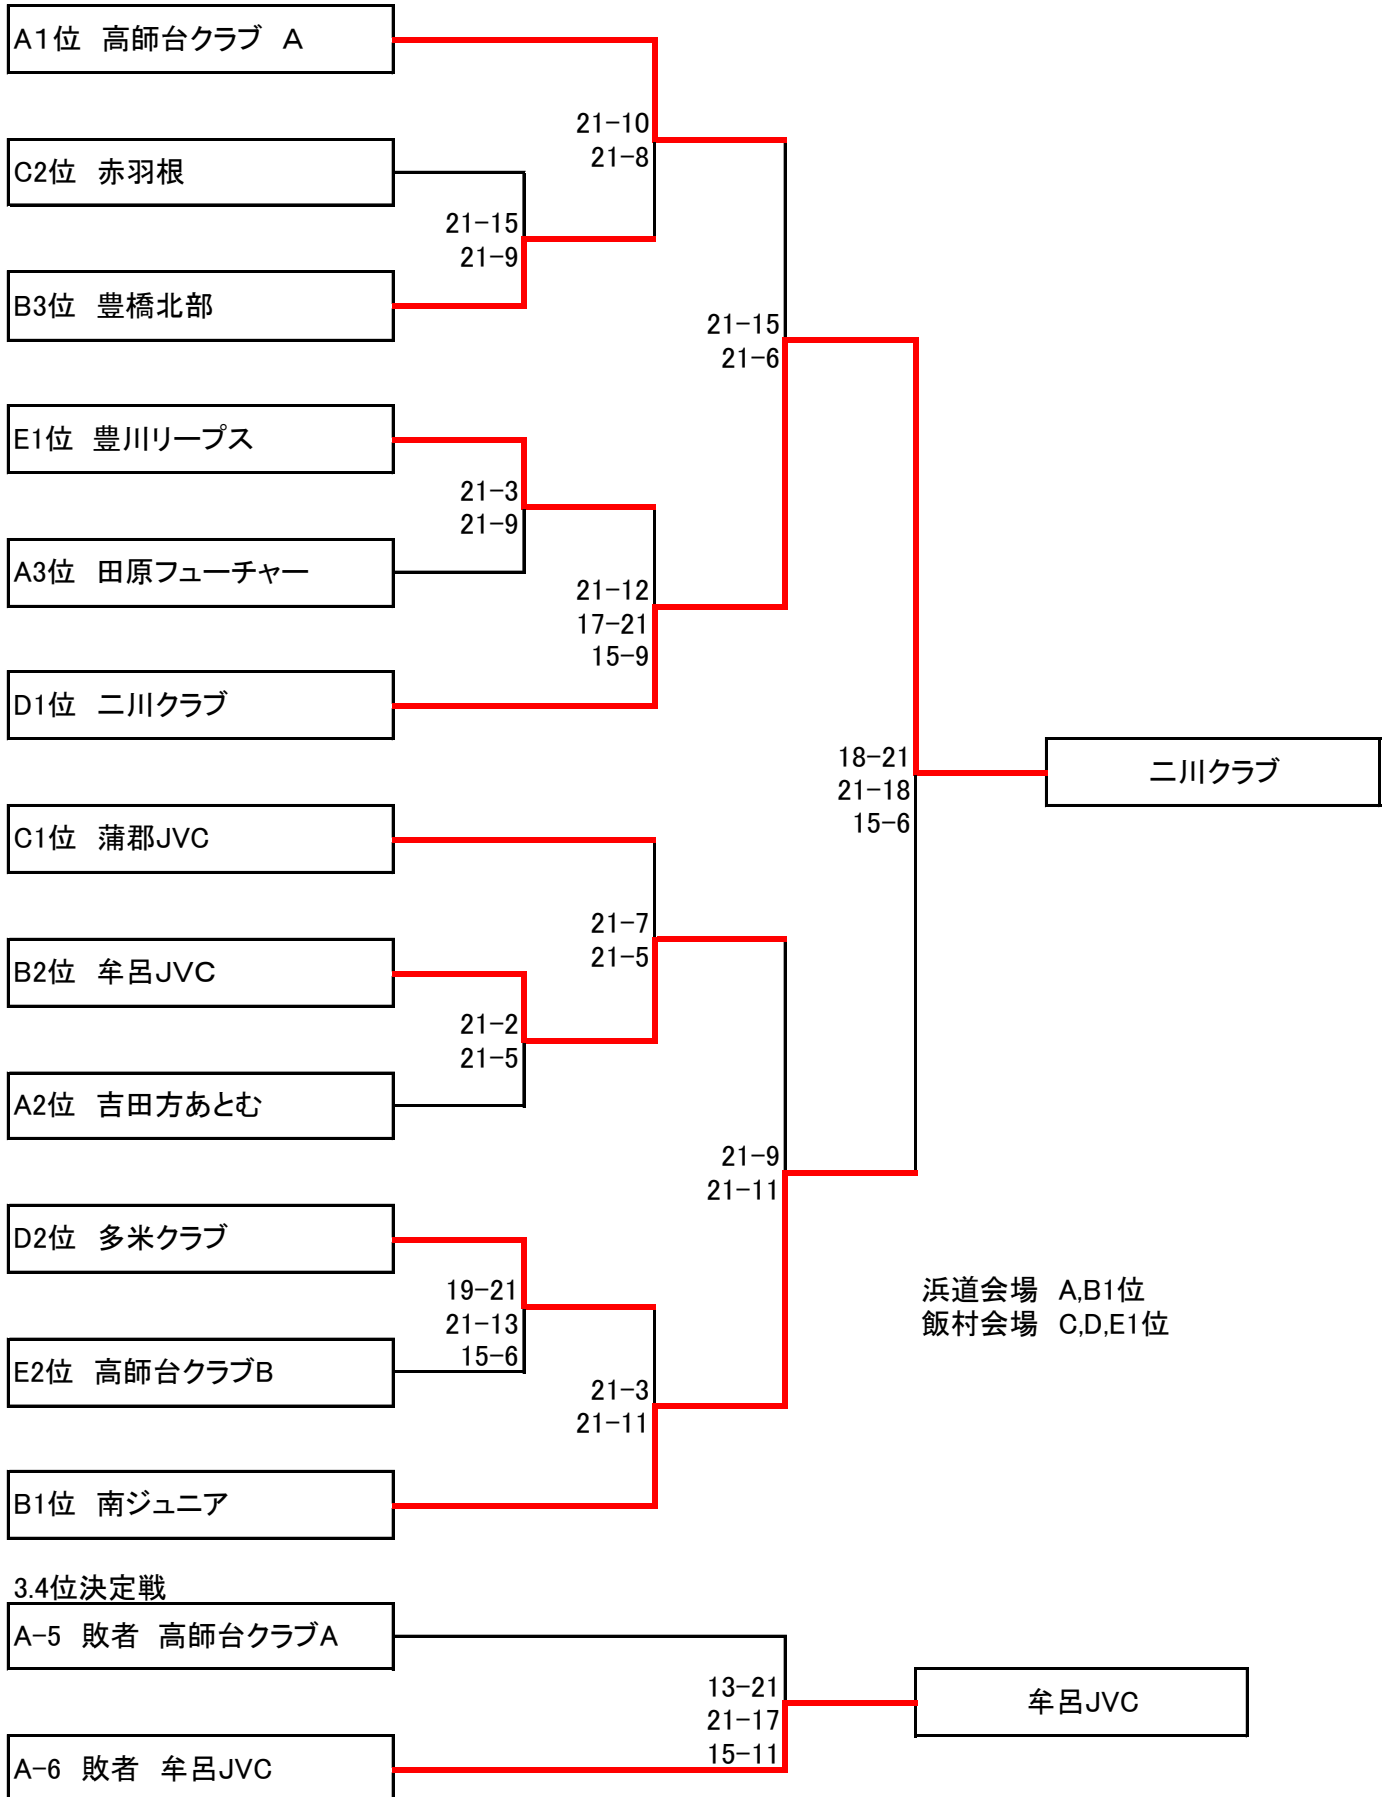 A1位　高師台クラブ　A
21-10
21-8
C2位　赤羽根
21-15
21-9
B3位　豊橋北部
21-15
21-6
E1位　豊川リープス
21-3
21-9
A3位　田原フューチャー
21-12
17-21
15-9
D1位　二川クラブ
18-21
21-18
15-6
二川クラブ
C1位　蒲郡JVC
21-7
21-5
B2位　牟呂JVC
21-2
21-5
A2位　吉田方あとむ
21-9
21-11
D2位　多米クラブ
19-21
21-13
15-6
浜道会場　A,B1位
飯村会場　C,D,E1位
E2位　高師台クラブB
21-3
21-11
B1位　南ジュニア
3.4位決定戦
A-5　敗者　高師台クラブA
13-21
21-17
15-11
牟呂JVC
A-6　敗者　牟呂JVC